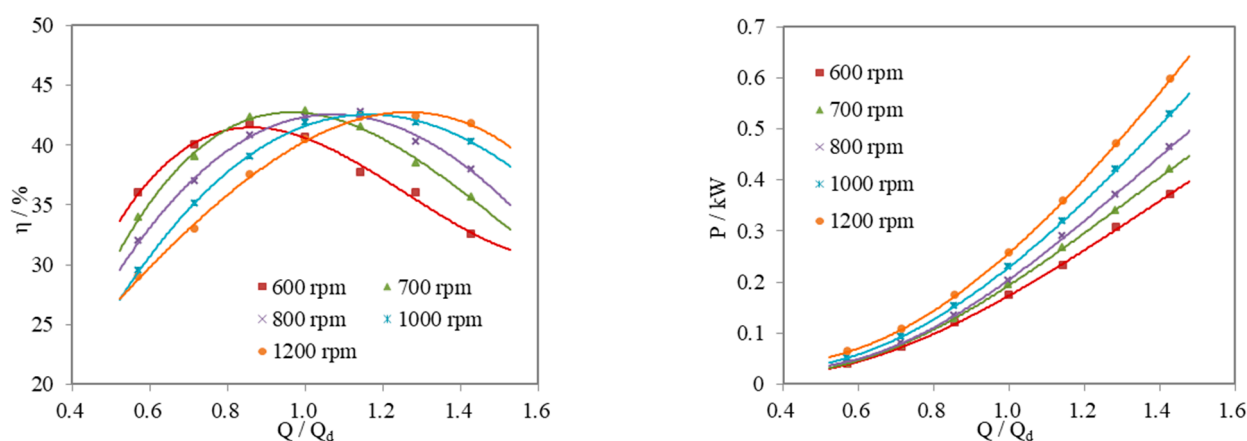 50
45
40
35
30
25
20
η / %
600 rpm 700 rpm
800 rpm 1000 rpm
1200 rpm
0.4 0.6 0.8 1.0 1.2 1.4 1.6
Q / Qd
0.7
0.6
0.5
0.4
0.3
0.2
0.1
0
P / kW
600 rpm
700 rpm
800 rpm
1000 rpm
1200 rpm
0.4 0.6 0.8 1.0 1.2 1.4 1.6
Q / Qd